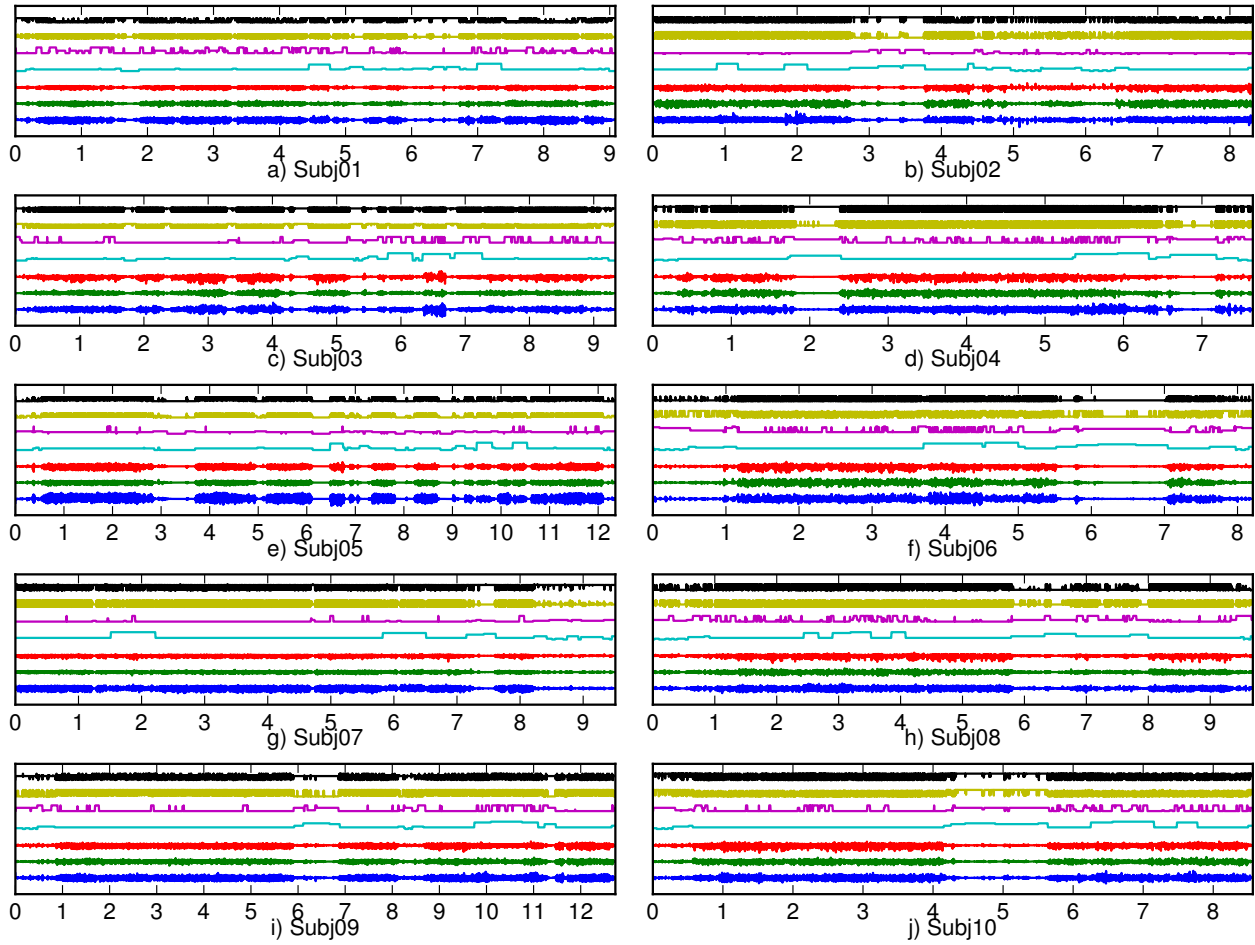 0 1 2 3 4 5 6 7 8 9
a) Subj01
0 1 2 3 4 5 6 7 8
b) Subj02
0 1 2 3 4 5 6 7 8 9
c) Subj03
0 1 2 3 4 5 6 7
d) Subj04
0 1 2 3 4 5 6 7 8 9 10 11 12
e) Subj05
0 1 2 3 4 5 6 7 8
f) Subj06
0 1 2 3 4 5 6 7 8 9
g) Subj07
0 1 2 3 4 5 6 7 8 9
h) Subj08
0 1 2 3 4 5 6 7 8 9 10 11 12
i) Subj09
0 1 2 3 4 5 6 7 8
j) Subj10